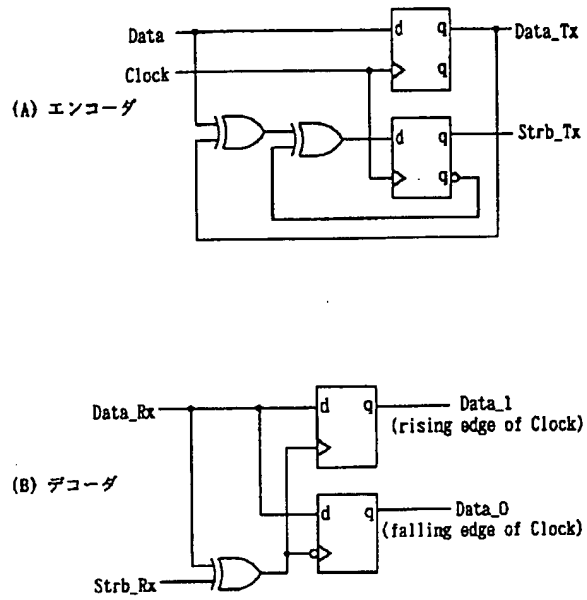 Data
Clock
d q
q
Data_Tx
(A) エンコーダ
d q
q
Strb_Tx
Data_Rx
d q
Data_1
(rising edge of Clock)
(B) デコーダ
d q
Data_0
(falling edge of Clock)
Strb_Rx